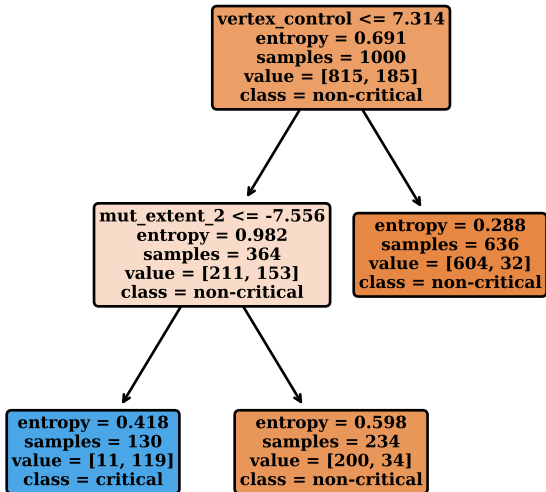 vertex_control <= 7.314
entropy = 0.691
samples = 1000
value = [815, 185]
class = non-critical
mut_extent_2 <= -7.556
entropy = 0.982
samples = 364
value = [211, 153]
class = non-critical
entropy = 0.288
samples = 636
value = [604, 32]
class = non-critical
entropy = 0.418
samples = 130
value = [11, 119]
class = critical
entropy = 0.598
samples = 234
value = [200, 34]
class = non-critical